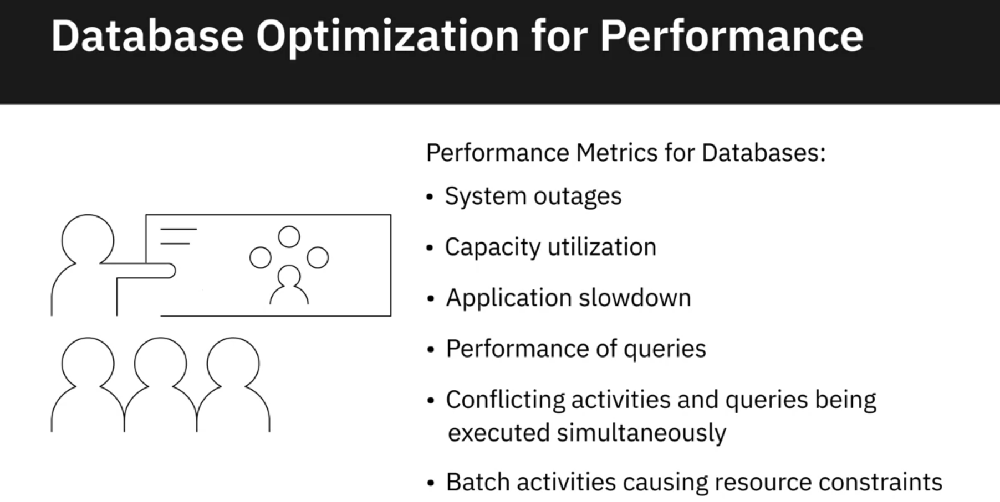 Database Optimization for Performance
Performance Metrics for Databases:
• System outages
• Capacity utilization
• Application slowdown
• Performance of queries
• Conflicting activities and queries being
executed simultaneously
• Batch activities causing resource constraints